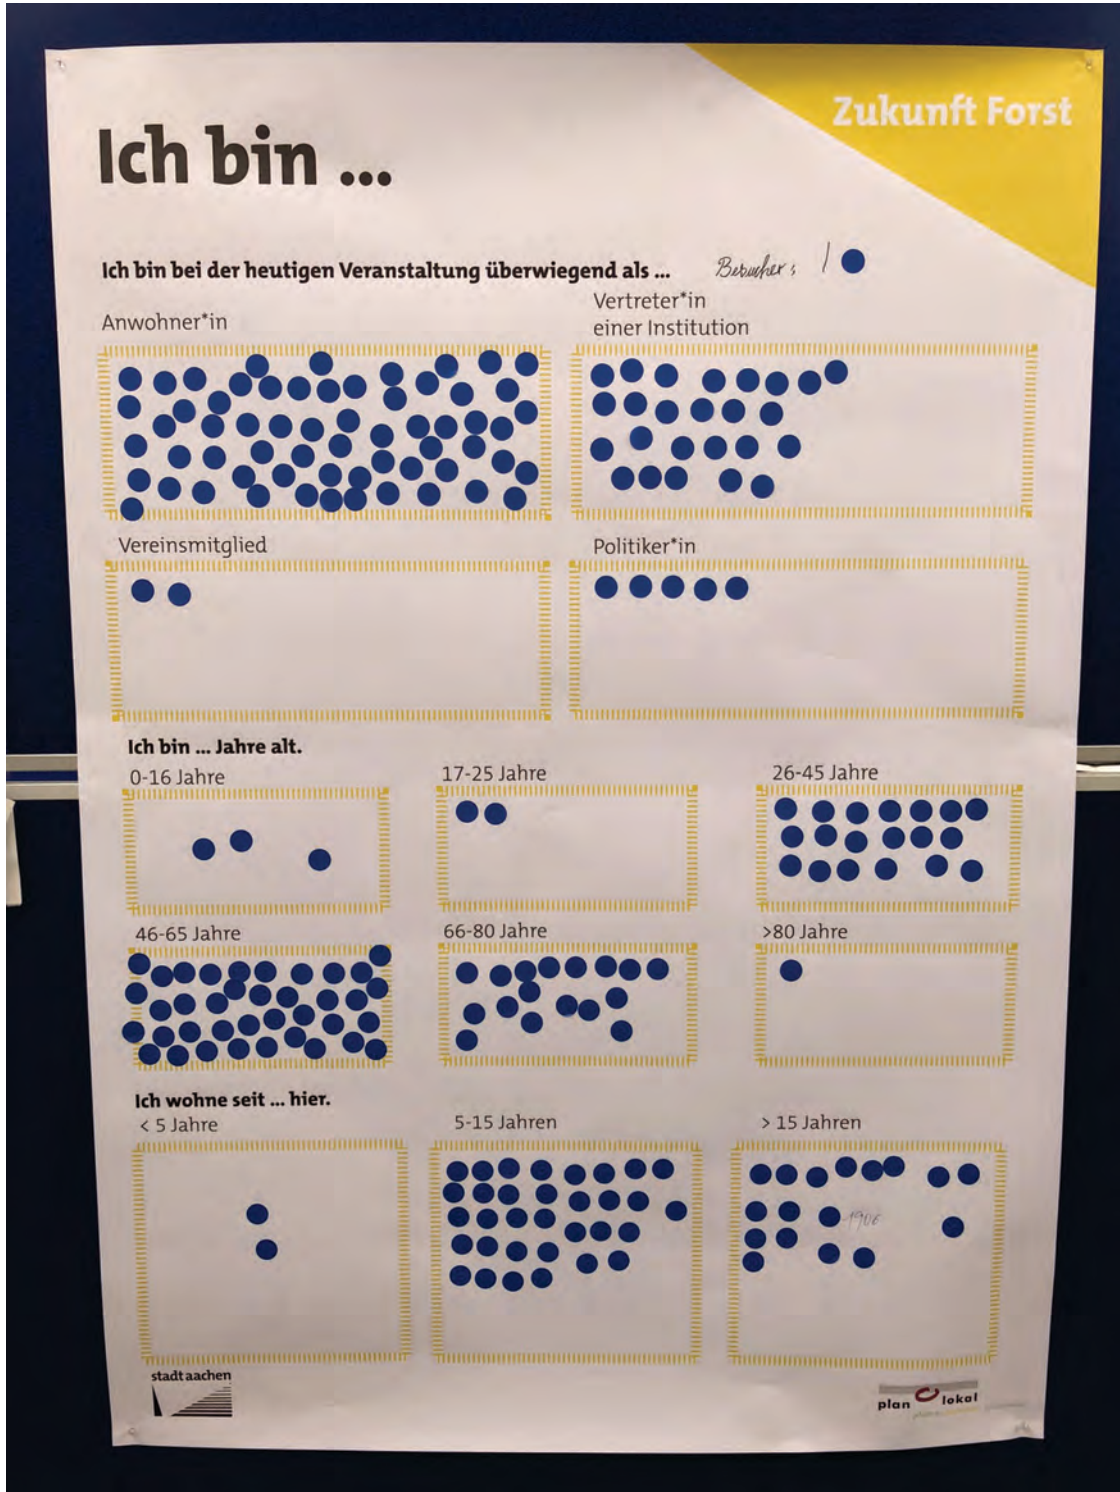 Zukunft Forst
Ich bin ...
Ich bin bei der heutigen Veranstaltung überwiegend als ... Besucher;
Anwohner*in
Vertreter*in
einer Institution
Vereinsmitglied
Politiker*in
Ich bin ... Jahre alt.
0-16 Jahre
17-25 Jahre
26-45 Jahre
46-65 Jahre
66-80 Jahre
>80 Jahre
Ich wohne seit ... hier.
< 5 Jahre
5-15 Jahren
> 15 Jahren
1906
stadt aachen
plan lokal